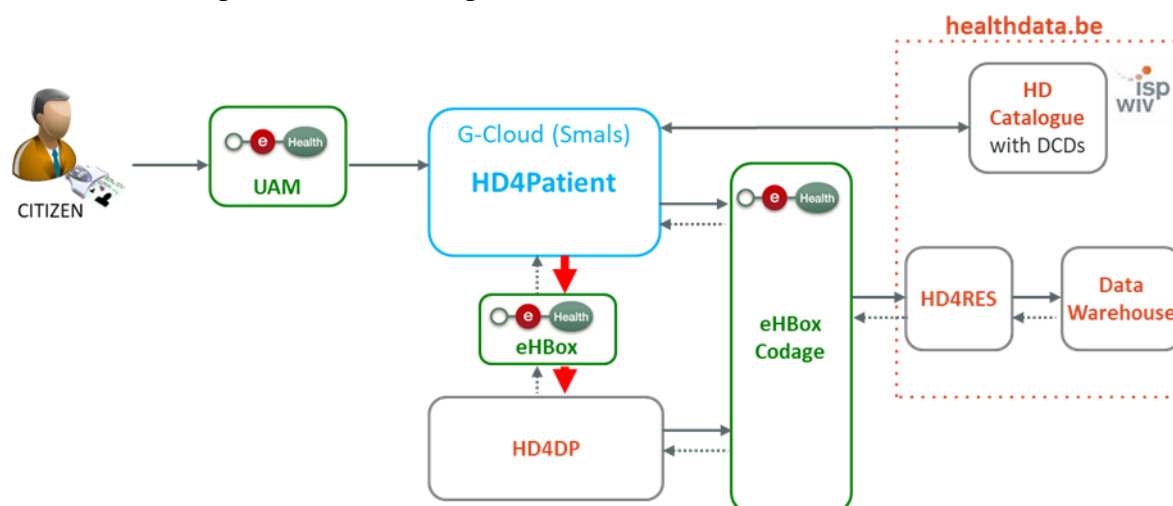 healthdata.be
isp
wiv
HD
Catalogue
with DCDs
G-Cloud (Smals)
HD4Patient
e
Health
UAM
CITIZEN
e
Health
eHBox
Codage
e
Health
eHBox
HD4RES
Data
Warehouse
HD4DP